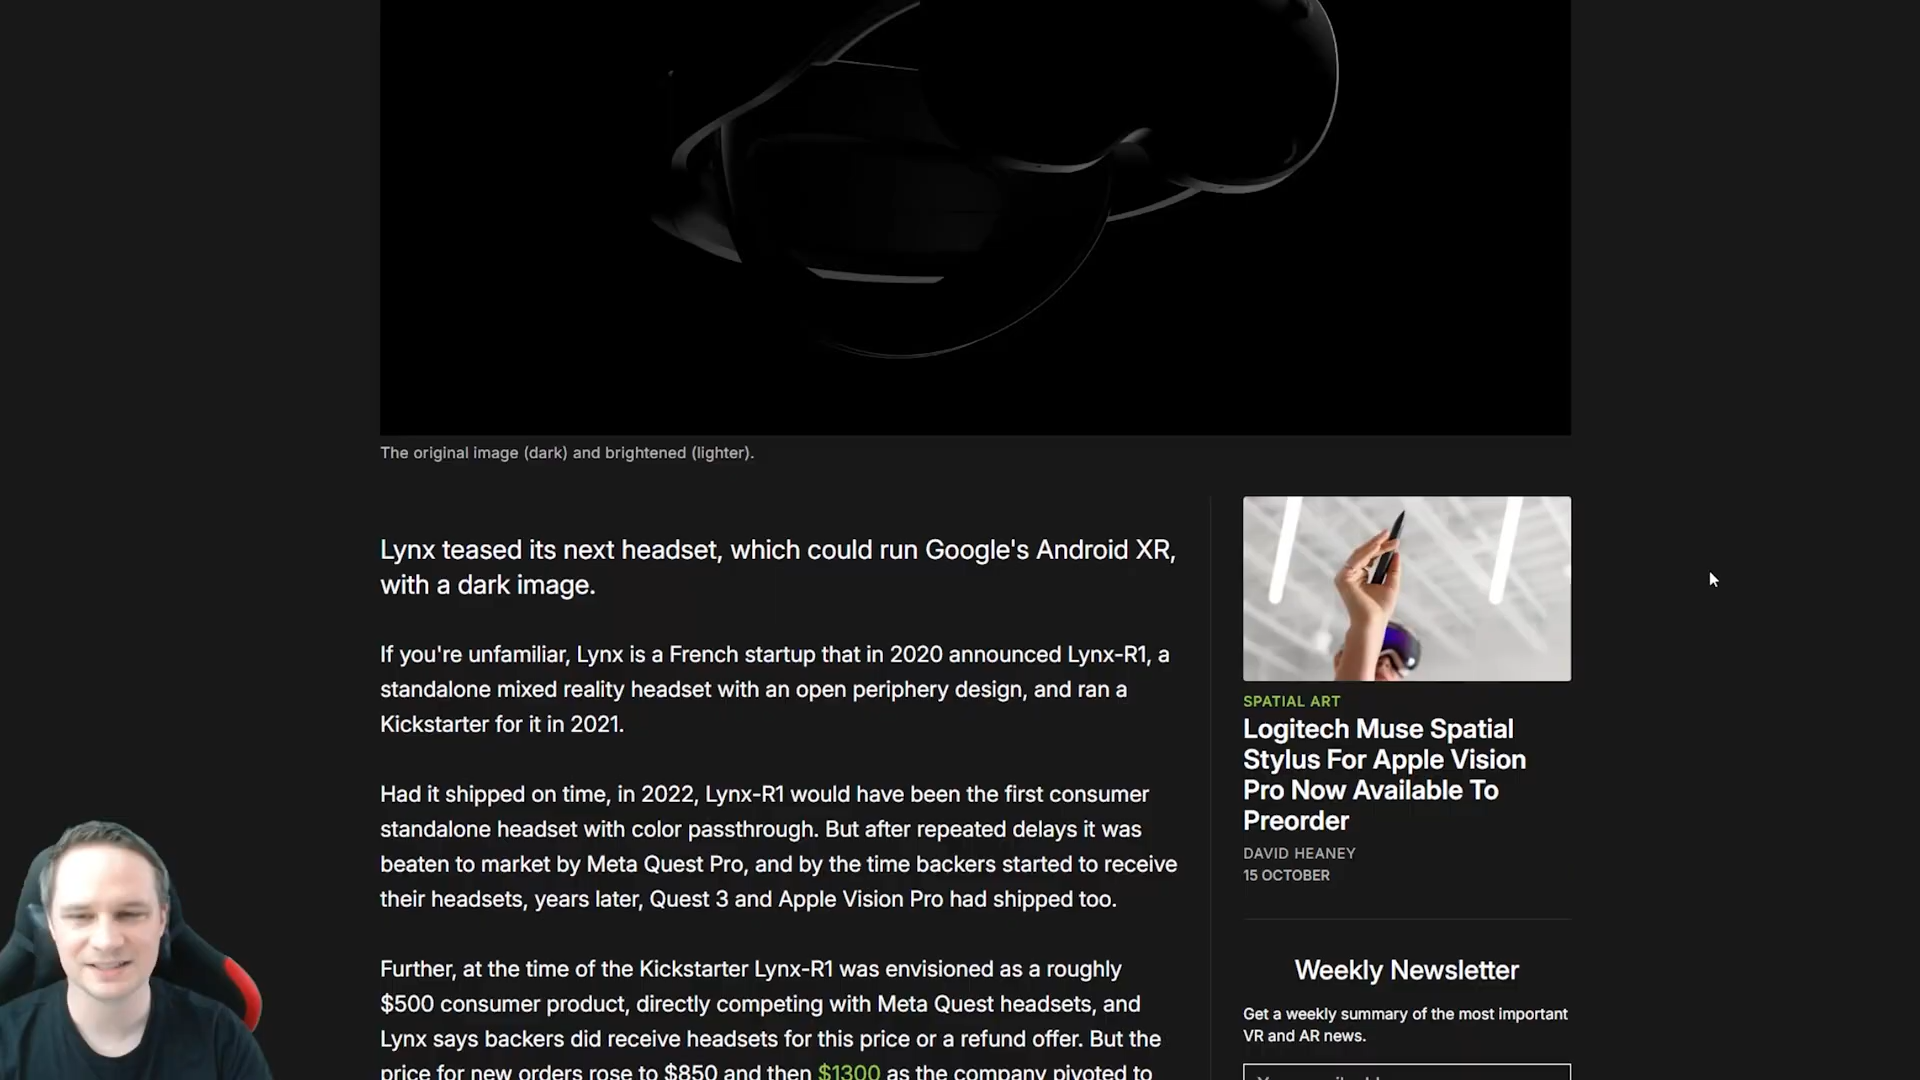 The original image (dark) and brightened (lighter).
Lynx teased its next headset, which could run Google's Android XR,
with a dark image.
If you're unfamiliar, Lynx is a French startup that in 2020 announced Lynx-R1, a
standalone mixed reality headset with an open periphery design, and ran a
Kickstarter for it in 2021.
Had it shipped on time, in 2022, Lynx-R1 would have been the first consumer
standalone headset with color passthrough. But after repeated delays it was
beaten to market by Meta Quest Pro, and by the time backers started to receive
their headsets, years later, Quest 3 and Apple Vision Pro had shipped too.
Further, at the time of the Kickstarter Lynx-R1 was envisioned as a roughly
$500 consumer product, directly competing with Meta Quest headsets, and
Lynx says backers did receive headsets for this price or a refund offer. But the
price for new orders rose to $850 and then $1300 as the company pivoted to
SPATIAL ART
Logitech Muse Spatial
Stylus For Apple Vision
Pro Now Available To
Preorder
DAVID HEANEY
15 OCTOBER
Weekly Newsletter
Get a weekly summary of the most important
VR and AR news.